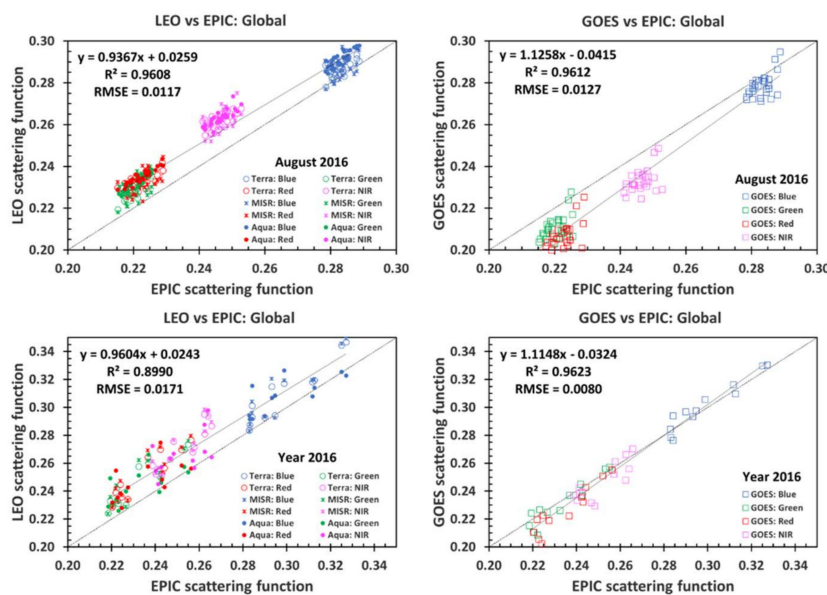 LEO vs EPIC: Global
y = 0.9367x + 0.0259
R² = 0.9608
RMSE = 0.0117
LEO scattering function
0.30
0.28
0.26
0.24
0.22
0.20
August 2016
Terra: Blue
Terra: Green
Terra: Red
Terra: NIR
MISR: Blue
MISR: Green
MISR: Red
MISR: NIR
Aqua: Blue
Aqua: Green
Aqua: Red
Aqua: NIR
0.20 0.22 0.24 0.26 0.28 0.30
EPIC scattering function
GOES vs EPIC: Global
y = 1.1258x - 0.0415
R² = 0.9612
RMSE = 0.0127
GOES scattering function
0.30
0.28
0.26
0.24
0.22
0.20
August 2016
GOES: Blue
GOES: Green
GOES: Red
GOES: NIR
0.20 0.22 0.24 0.26 0.28 0.30
EPIC scattering function
LEO vs EPIC: Global
y = 0.9604x + 0.0243
R² = 0.8990
RMSE = 0.0171
LEO scattering function
0.34
0.32
0.30
0.28
0.26
0.24
0.22
0.20
Year 2016
Terra: Blue
Terra: Green
Terra: Red
Terra: NIR
MISR: Blue
MISR: Green
MISR: Red
MISR: NIR
Aqua: Blue
Aqua: Green
Aqua: Red
Aqua: NIR
0.20 0.22 0.24 0.26 0.28 0.30 0.32 0.34
EPIC scattering function
GOES vs EPIC: Global
y = 1.1148x - 0.0324
R² = 0.9623
RMSE = 0.0080
GOES scattering function
0.34
0.32
0.30
0.28
0.26
0.24
0.22
0.20
Year 2016
GOES: Blue
GOES: Green
GOES: Red
GOES: NIR
0.20 0.22 0.24 0.26 0.28 0.30 0.32 0.34
EPIC scattering function